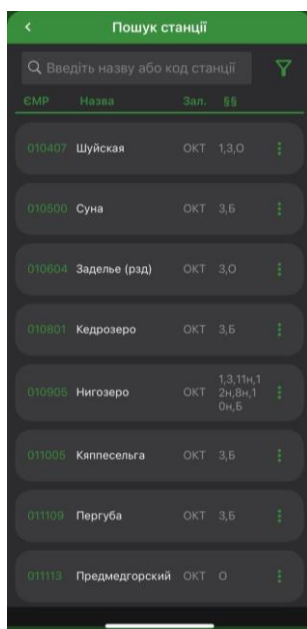 Пошук станції
Введіть назву або код станції
ЄМР Назва Зал. §§
010407 Шуйская ОКТ 1,3,О
010500 Суна ОКТ 3,Б
010604 Заделье (рзд) ОКТ 3,О
010801 Кедрозеро ОКТ 3,Б
010905 Нигозеро ОКТ 1,3,11н,1
2н,8н,1
0н,Б
011005 Кяппесельга ОКТ 3,Б
011109 Пергуба ОКТ 3,Б
011113 Предмедгорский ОКТ О